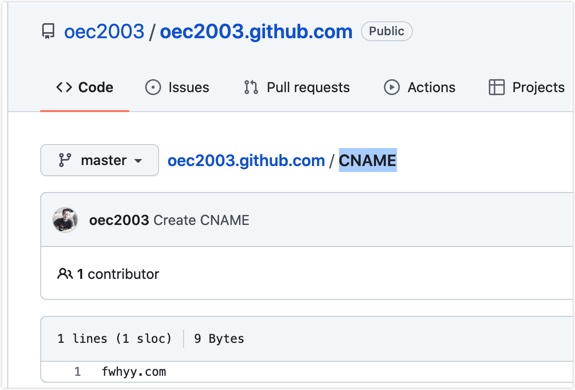 oec2003 / oec2003.github.com Public
Code Issues Pull requests Actions Projects
master oec2003.github.com / CNAME
oec2003 Create CNAME
1 contributor
1 lines (1 sloc) 9 Bytes
1 fwhyy.com